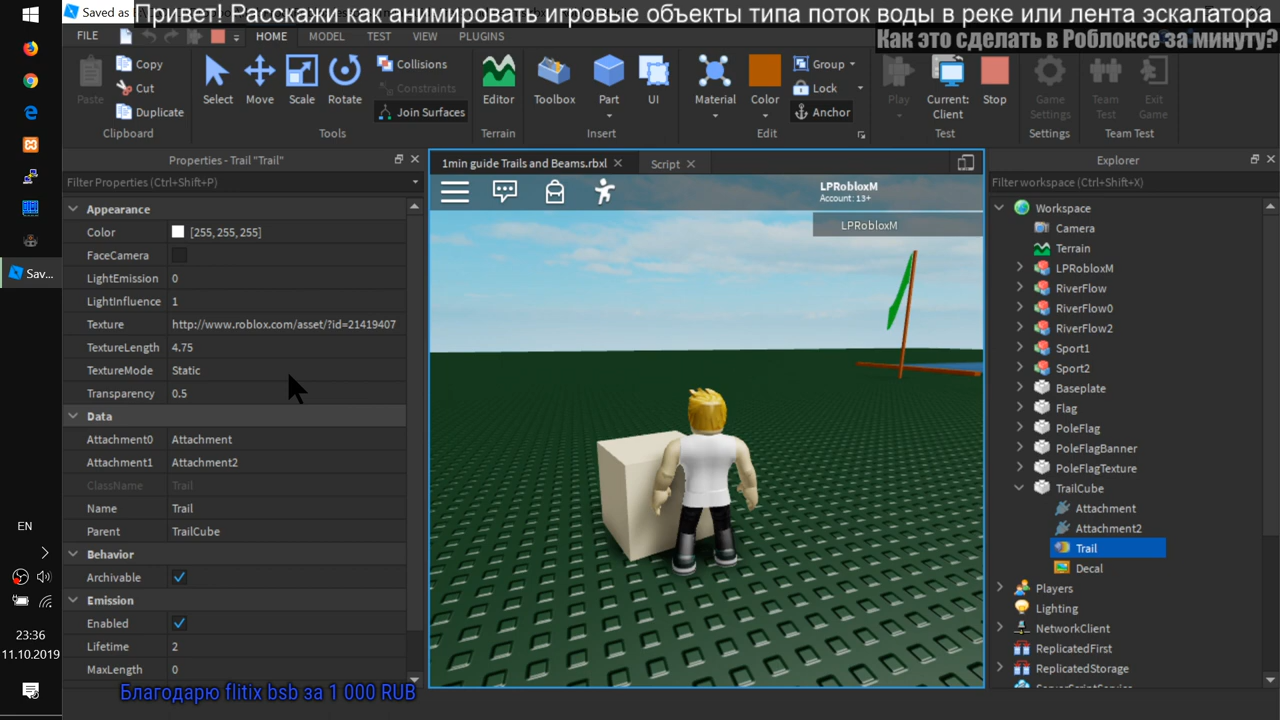 Saved as
Привет! Расскажи как анимировать игровые объекты типа поток воды в реке или лента эскалатора
Как это сделать в Роблоксе за минуту?
FILE
HOME
MODEL
TEST
VIEW
PLUGINS
Paste
Copy
Cut
Duplicate
Select
Move
Scale
Rotate
Collisions
Constraints
Join Surfaces
Editor
Toolbox
Part
UI
Material
Color
Group
Lock
Anchor
Play
Current:
Client
Stop
Game
Settings
Team
Test
Exit
Game
Clipboard
Tools
Terrain
Insert
Edit
Test
Settings
Team Test
Properties - Trail "Trail"
Filter Properties (Ctrl+Shift+P)
Appearance
Color [255, 255, 255]
FaceCamera
LightEmission 0
LightInfluence 1
Texture http://www.roblox.com/asset/?id=21419407
TextureLength 4.75
TextureMode Static
Transparency 0.5
Data
Attachment0 Attachment
Attachment1 Attachment2
ClassName Trail
Name Trail
Parent TrailCube
Behavior
Archivable
Emission
Enabled
Lifetime 2
MaxLength 0
1min guide Trails and Beams.rbxl
Script
LPRobloxM
Account: 13+
LPRobloxM
Explorer
Filter workspace (Ctrl+Shift+X)
Workspace
Camera
Terrain
LPRobloxM
RiverFlow
RiverFlow0
RiverFlow2
Sport1
Sport2
Baseplate
Flag
PoleFlag
PoleFlagBanner
PoleFlagTexture
TrailCube
Attachment
Attachment2
Trail
Decal
Players
Lighting
NetworkClient
ReplicatedFirst
ReplicatedStorage
Sav...
EN
23:36
11.10.2019
Благодарю flitix bsb за 1 000 RUB